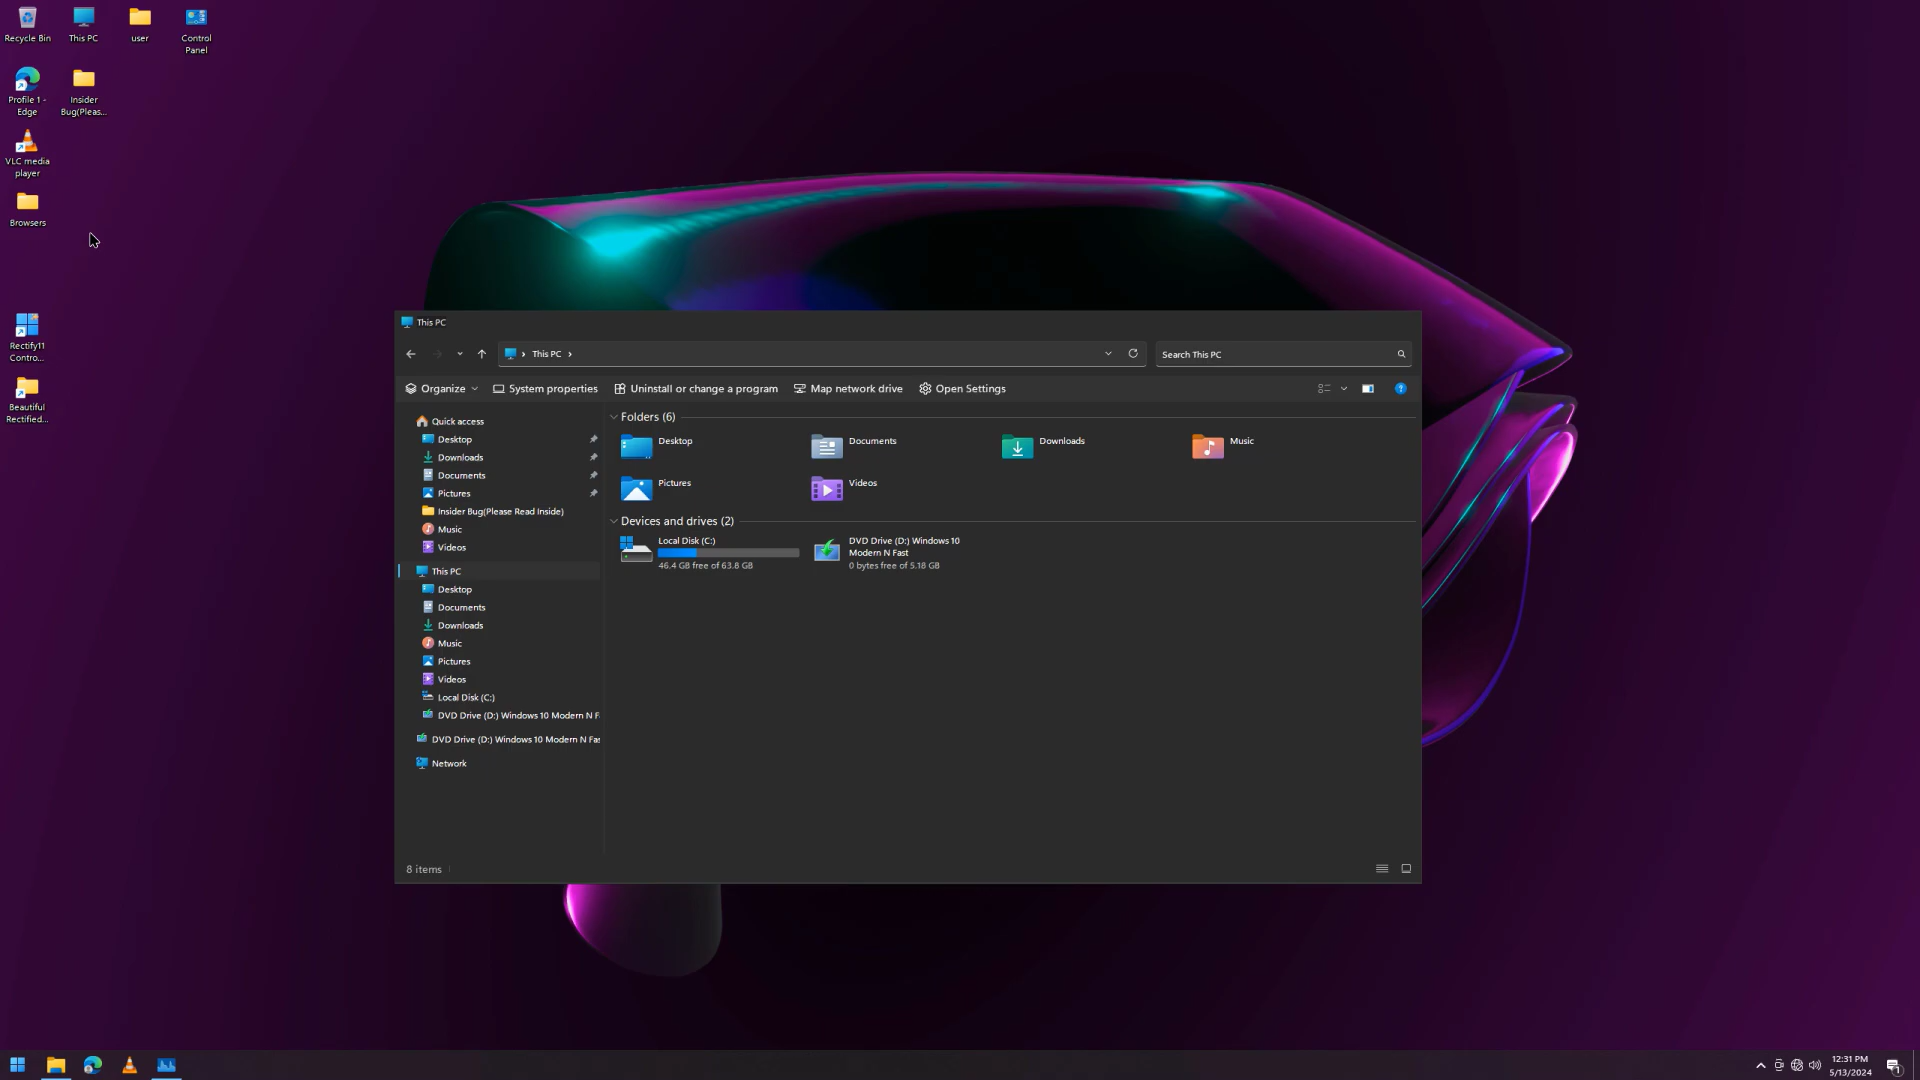 Recycle Bin
This PC
user
Control
Panel
Profile 1 -
Edge
Insider
Bug(Pleas...
VLC media
player
Browsers
Rectify11
Contro...
Beautiful
Rectified...
This PC
This PC
Search This PC
Organize
System properties
Uninstall or change a program
Map network drive
Open Settings
Quick access
Desktop
Downloads
Documents
Pictures
Insider Bug(Please Read Inside)
Music
Videos
This PC
Desktop
Documents
Downloads
Music
Pictures
Videos
Local Disk (C:)
DVD Drive (D:) Windows 10 Modern N F
DVD Drive (D:) Windows 10 Modern N Fas
Network
Folders (6)
Desktop
Documents
Downloads
Music
Pictures
Videos
Devices and drives (2)
Local Disk (C:)
46.4 GB free of 63.8 GB
DVD Drive (D:) Windows 10
Modern N Fast
0 bytes free of 5.18 GB
8 items
12:31 PM
5/13/2024
1